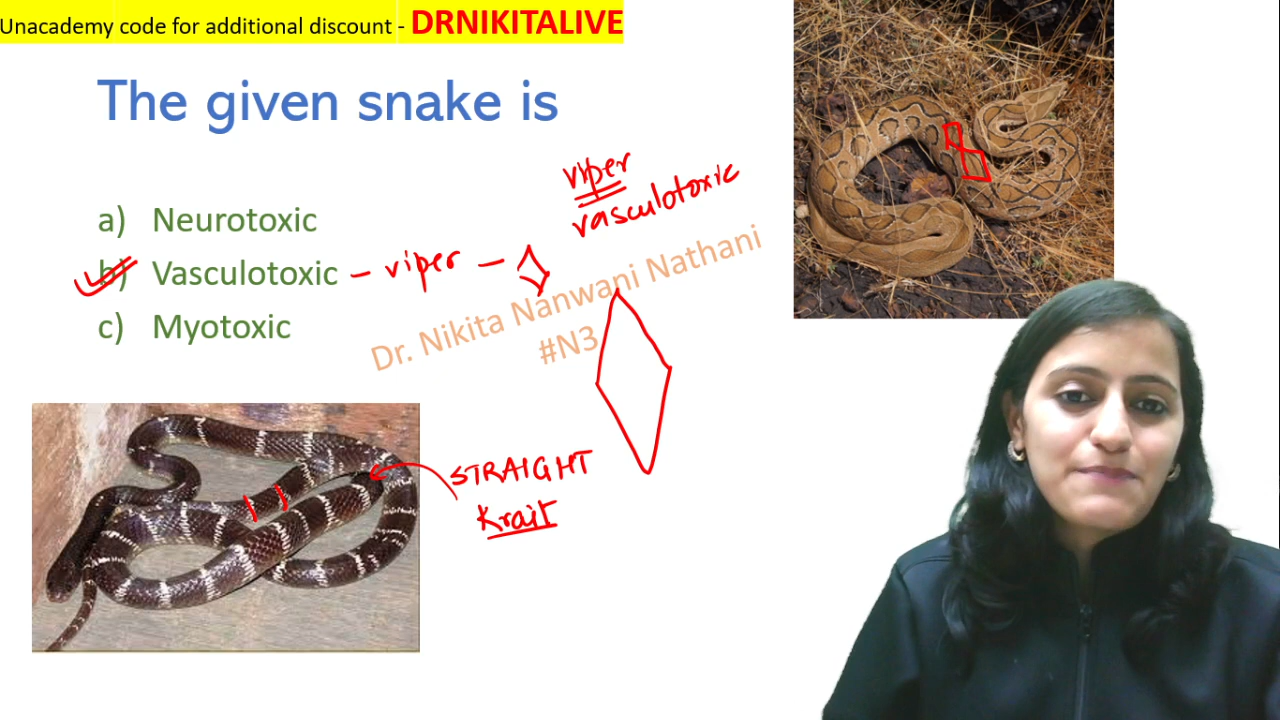 Unacademy code for additional discount - DRNIKITALIVE
The given snake is
viper
vasculotoxic
a) Neurotoxic
b) Vasculotoxic - viper -
c) Myotoxic
Dr. Nikita Nanwani Nathani
#N3
STRAIGHT
Krait